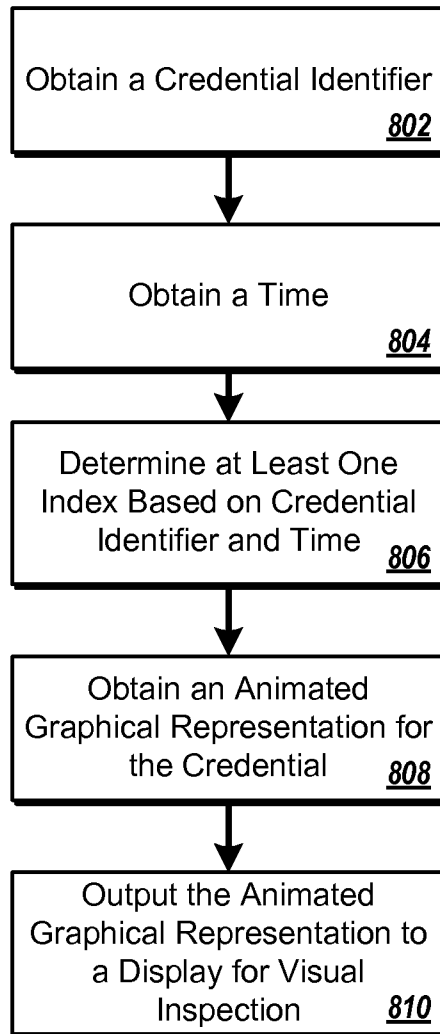 Obtain a Credential Identifier
802
Obtain a Time
804
Determine at Least One
Index Based on Credential
Identifier and Time
806
Obtain an Animated
Graphical Representation for
the Credential
808
Output the Animated
Graphical Representation to
a Display for Visual
Inspection
810